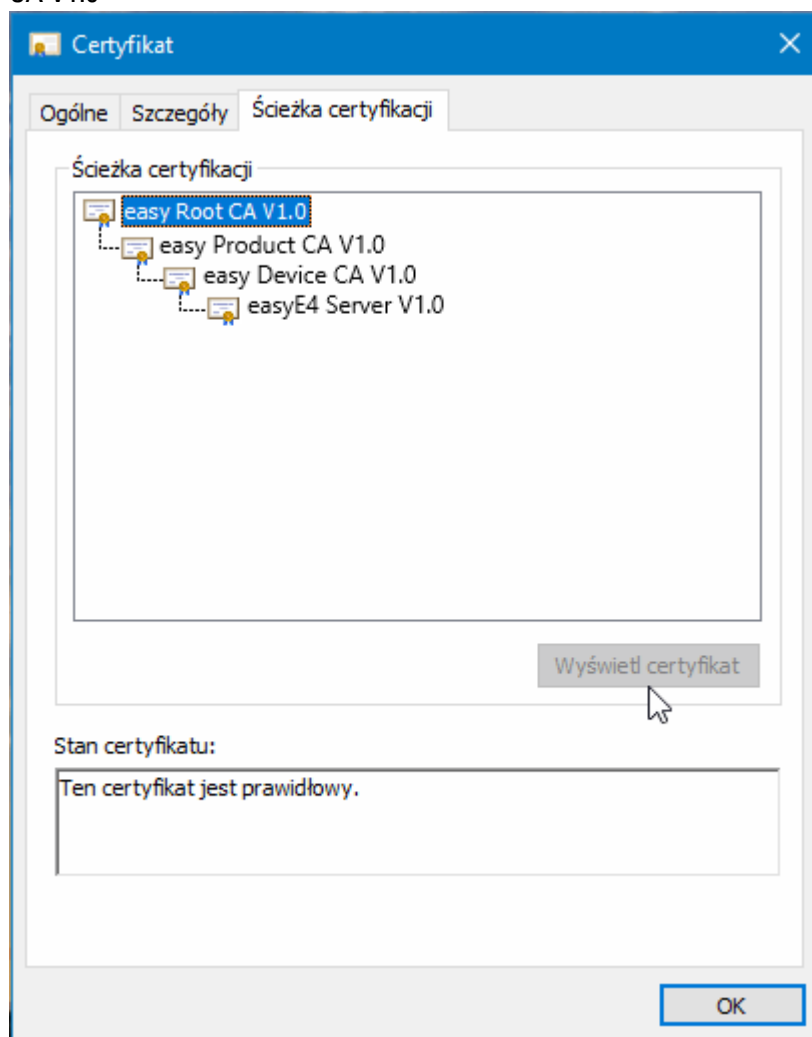 Certyfikat
Ogólne Szczegóły Ścieżka certyfikacji
Ścieżka certyfikacji
easy Root CA V1.0
easy Product CA V1.0
easy Device CA V1.0
easyE4 Server V1.0
Wyświetl certyfikat
Stan certyfikatu:
Ten certyfikat jest prawidłowy.
OK